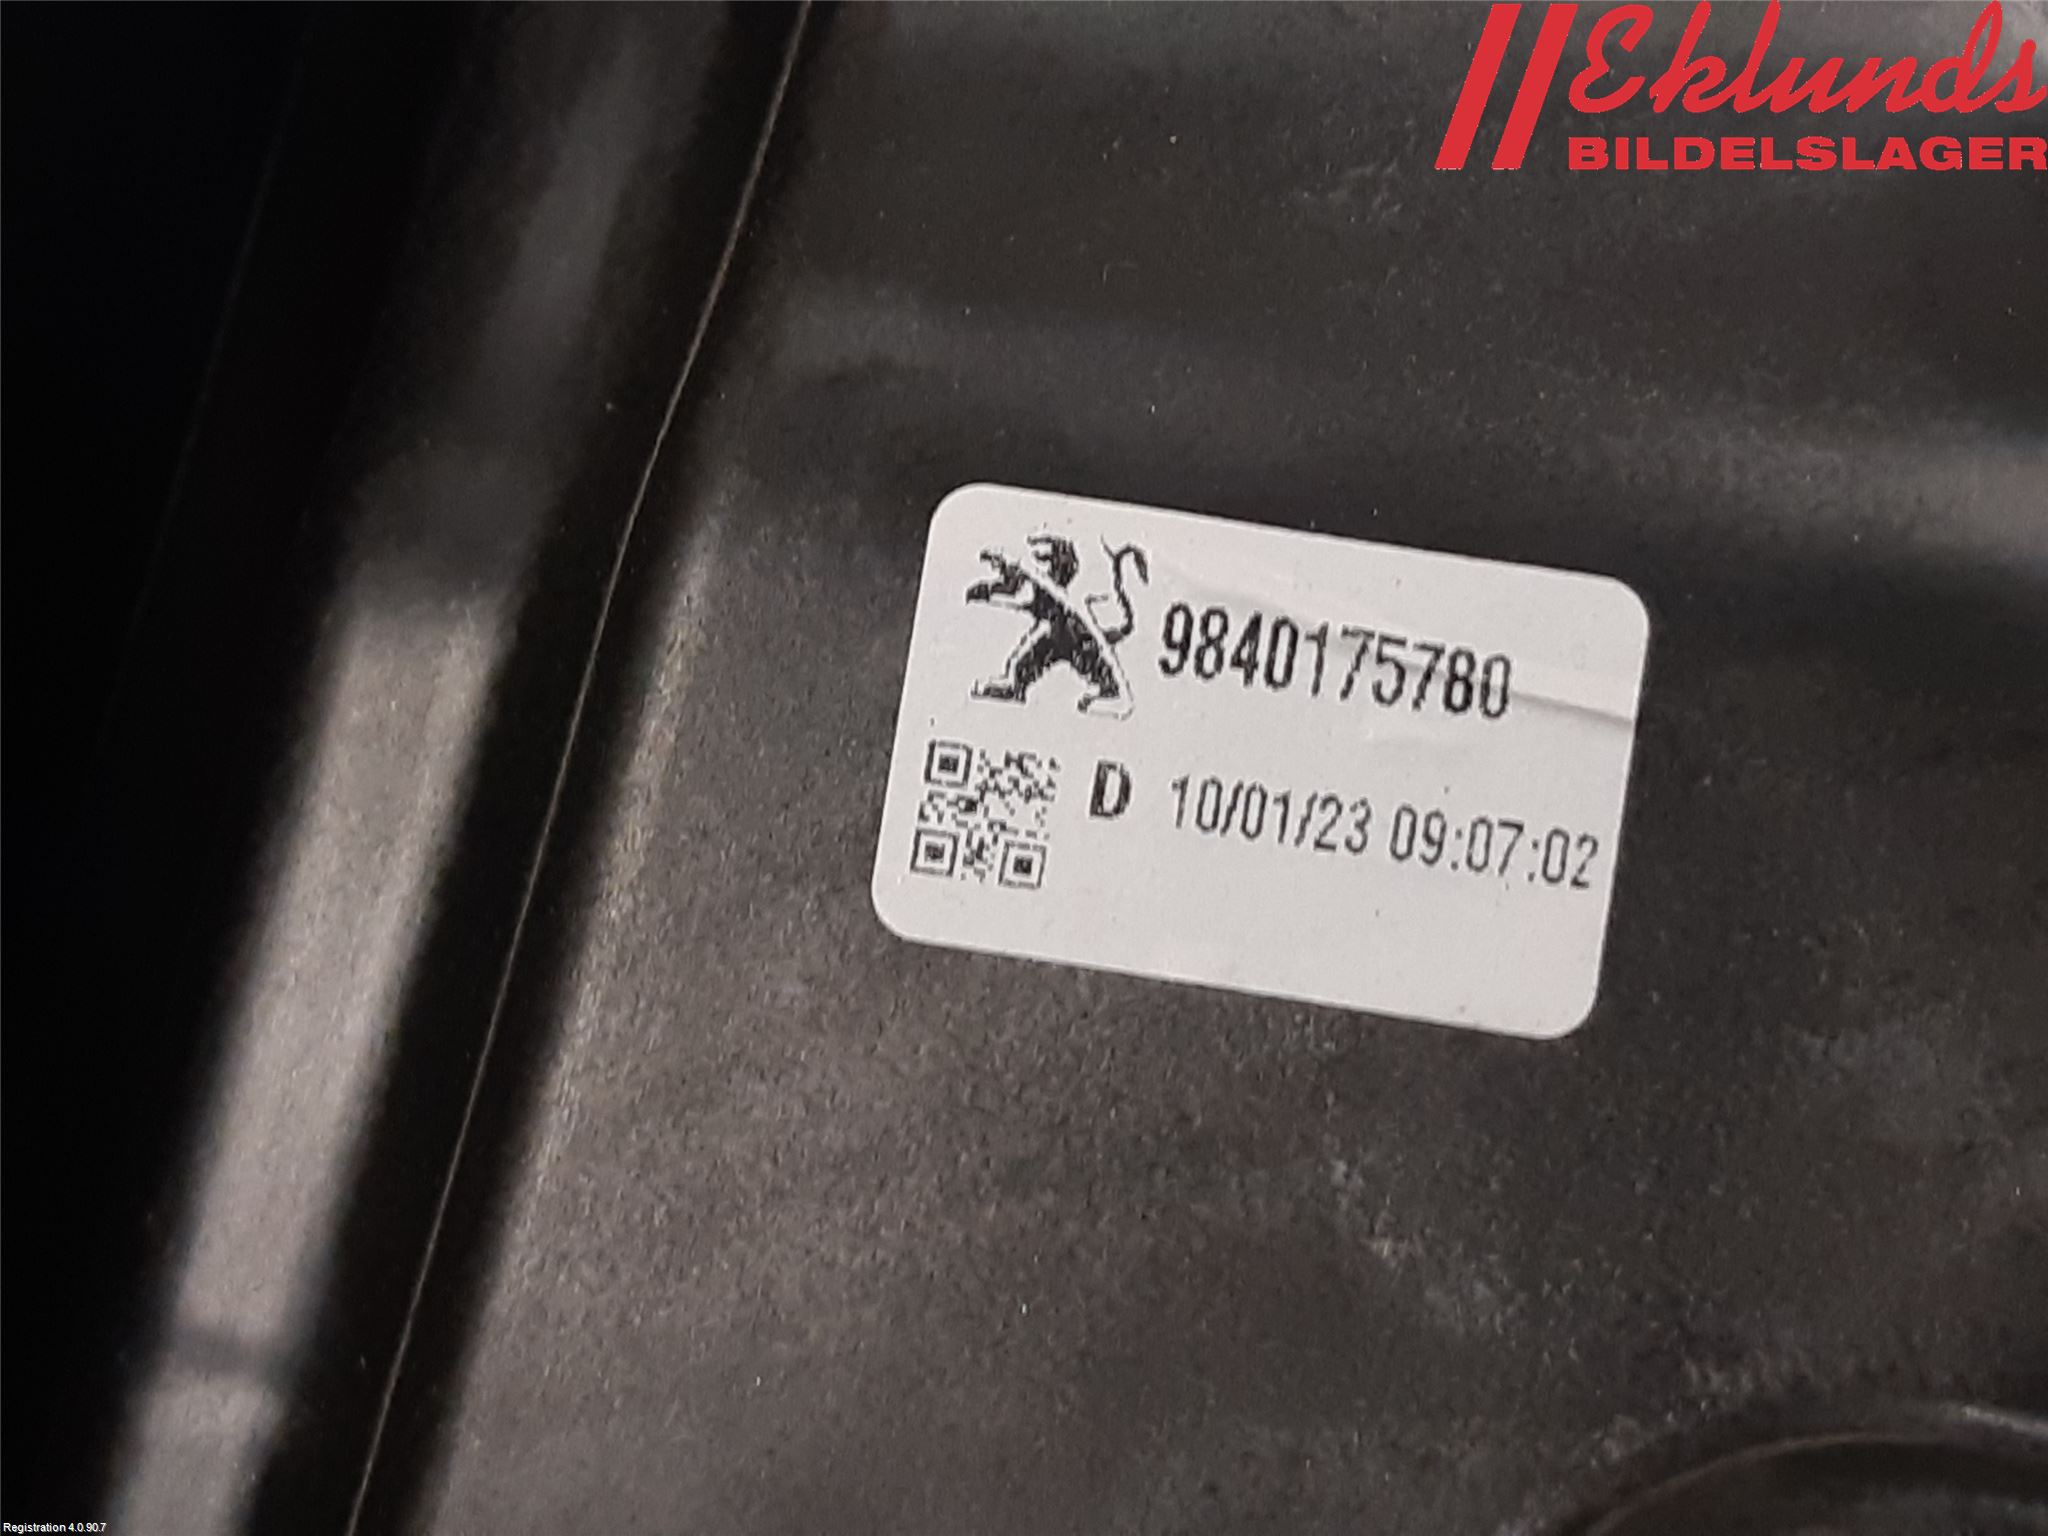 Eklunds
BILDELSLAGER
9840175780
D 10/01/23 09:07:02
Registration 4.0.90.7